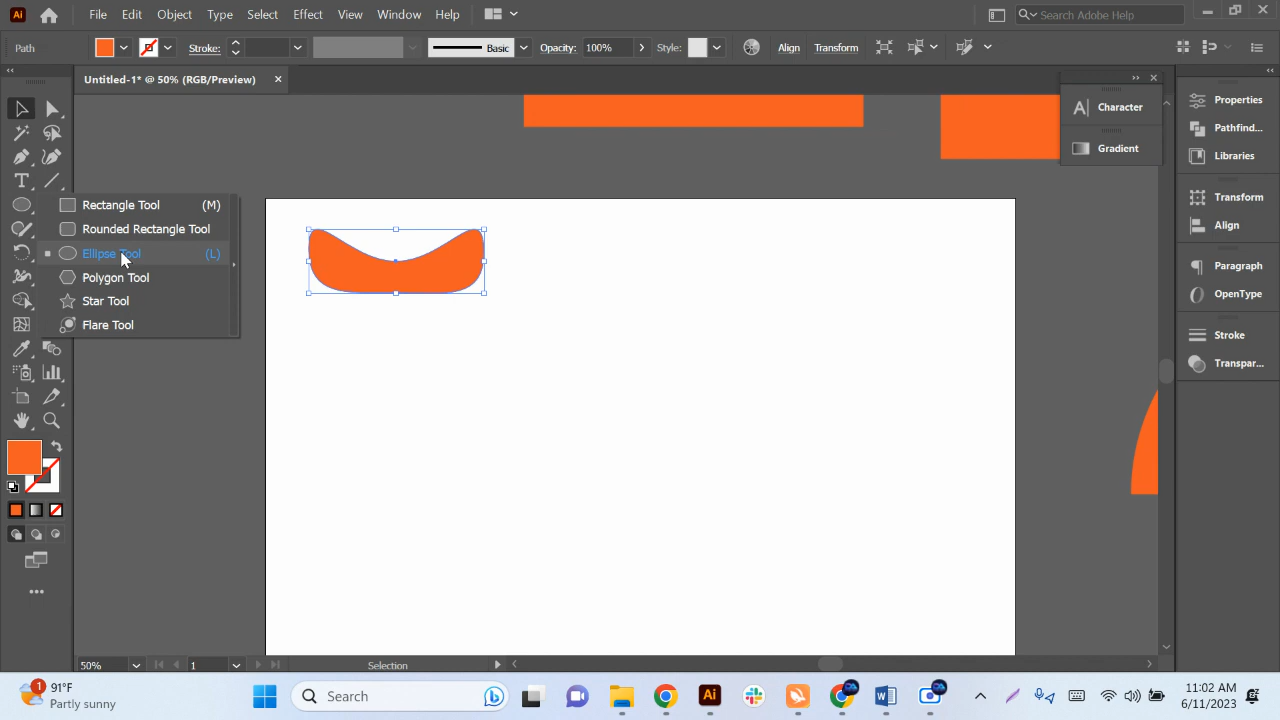 Ai File Edit Object Type Select Effect View Window Help Search Adobe Help
Path Stroke: Basic Opacity: 100% Style: Align Transform
Untitled-1* @ 50% (RGB/Preview)
Character
Gradient
Properties
Pathfind...
Libraries
Transform
Align
Paragraph
OpenType
Stroke
Transpar...
T
Rectangle Tool (M)
Rounded Rectangle Tool
Ellipse Tool (L)
Polygon Tool
Star Tool
Flare Tool
50% 1 Selection
1 91°F
Partly sunny
Search
Ai
11:02 AM
6/11/2023